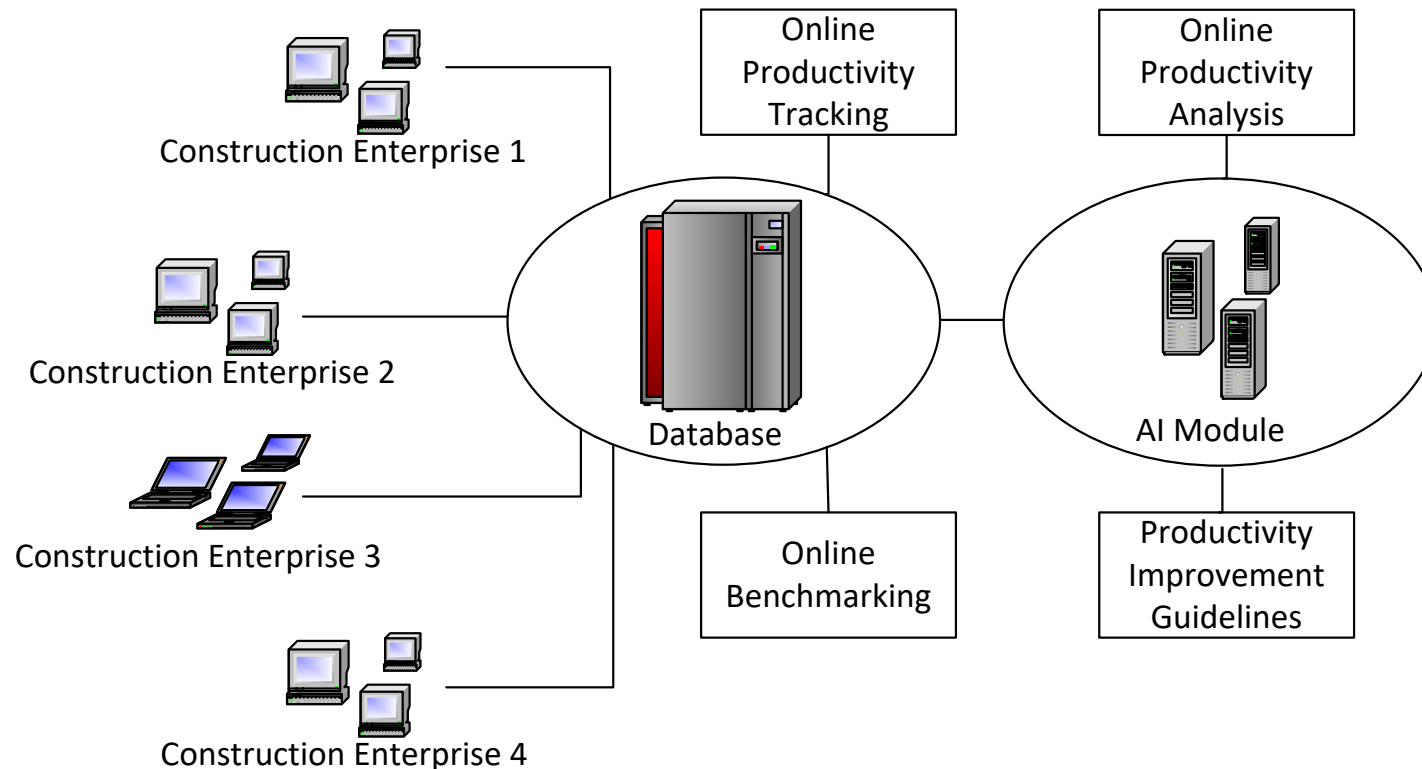 Construction Enterprise 1
Construction Enterprise 2
Construction Enterprise 3
Construction Enterprise 4
Online
Productivity
Tracking
Database
Online
Benchmarking
Online
Productivity
Analysis
AI Module
Productivity
Improvement
Guidelines